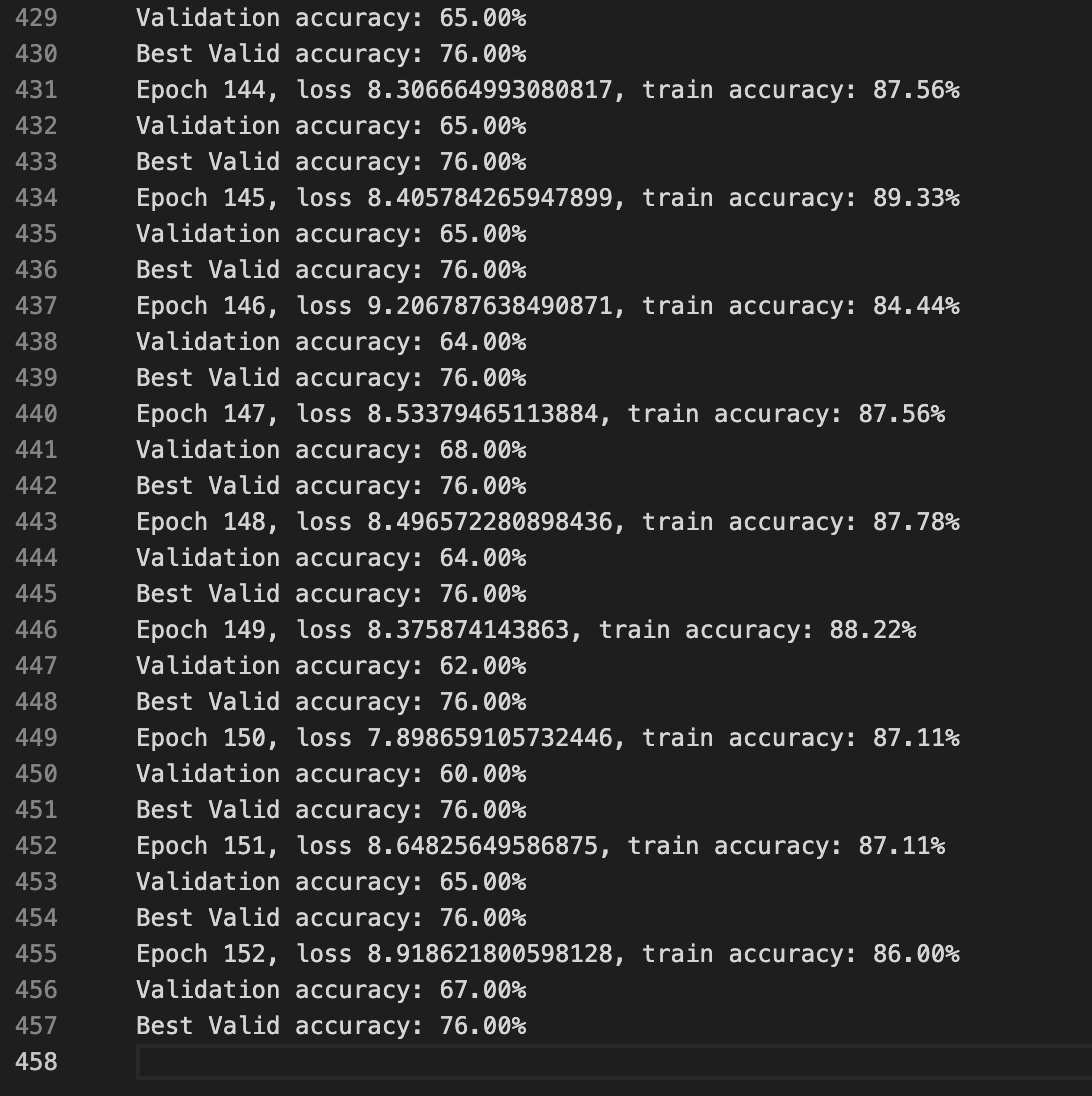 429 Validation accuracy: 65.00%
430 Best Valid accuracy: 76.00%
431 Epoch 144, loss 8.306664993080817, train accuracy: 87.56%
432 Validation accuracy: 65.00%
433 Best Valid accuracy: 76.00%
434 Epoch 145, loss 8.405784265947899, train accuracy: 89.33%
435 Validation accuracy: 65.00%
436 Best Valid accuracy: 76.00%
437 Epoch 146, loss 9.206787638490871, train accuracy: 84.44%
438 Validation accuracy: 64.00%
439 Best Valid accuracy: 76.00%
440 Epoch 147, loss 8.53379465113884, train accuracy: 87.56%
441 Validation accuracy: 68.00%
442 Best Valid accuracy: 76.00%
443 Epoch 148, loss 8.496572280898436, train accuracy: 87.78%
444 Validation accuracy: 64.00%
445 Best Valid accuracy: 76.00%
446 Epoch 149, loss 8.375874143863, train accuracy: 88.22%
447 Validation accuracy: 62.00%
448 Best Valid accuracy: 76.00%
449 Epoch 150, loss 7.898659105732446, train accuracy: 87.11%
450 Validation accuracy: 60.00%
451 Best Valid accuracy: 76.00%
452 Epoch 151, loss 8.64825649586875, train accuracy: 87.11%
453 Validation accuracy: 65.00%
454 Best Valid accuracy: 76.00%
455 Epoch 152, loss 8.918621800598128, train accuracy: 86.00%
456 Validation accuracy: 67.00%
457 Best Valid accuracy: 76.00%
458